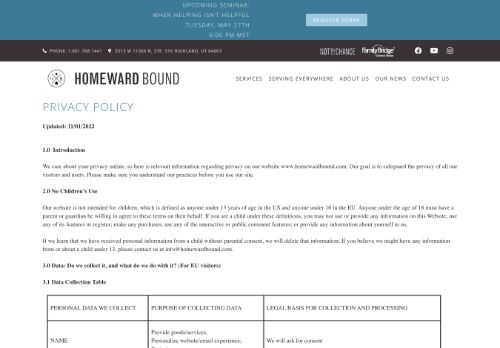 UPCOMING SEMINAR:
WHEN HELPING ISN'T HELPFUL
TUESDAY, MAY 27TH
6:00 PM MST
REGISTER TODAY
PHONE: 1.801.768.1441
5513 W 11000 N, STE. 316 HIGHLAND, UT 84003
NOT BY CHANCE
FamilyBridge
HOMEWARD BOUND
SERVICES SERVING EVERYWHERE ABOUT US OUR NEWS CONTACT US
PRIVACY POLICY
Updated: 11/01/2022
1.0 Introduction
We care about your privacy online, so here is relevant information regarding privacy on our website www.homewardbound.com. Our goal is to safeguard the privacy of all our
visitors and users. Please make sure you understand our practices before you use our site.
2.0 No Children's Use
Our website is not intended for children, which is defined as anyone under 13 years of age in the US and anyone under 16 in the EU. Anyone under the age of 18 must have a
parent or guardian be willing to agree to these terms on their behalf. If you are a child under these definitions, you may not use or provide any information on this Website; use
any of its features or register; make any purchases; use any of the interactive or public comment features; or provide any information about yourself to us.
If we learn that we have received personal information from a child without parental consent, we will delete that information. If you believe we might have any information
from or about a child under 13, please contact us at info@homewardbound.com.
3.0 Data: Do we collect it, and what do we do with it? (For EU visitors)
3.1 Data Collection Table
PERSONAL DATA WE COLLECT PURPOSE OF COLLECTING DATA LEGAL BASIS FOR COLLECTION AND PROCESSING
Provide goods/services;
NAME Personalize website/email experience; We will ask for consent